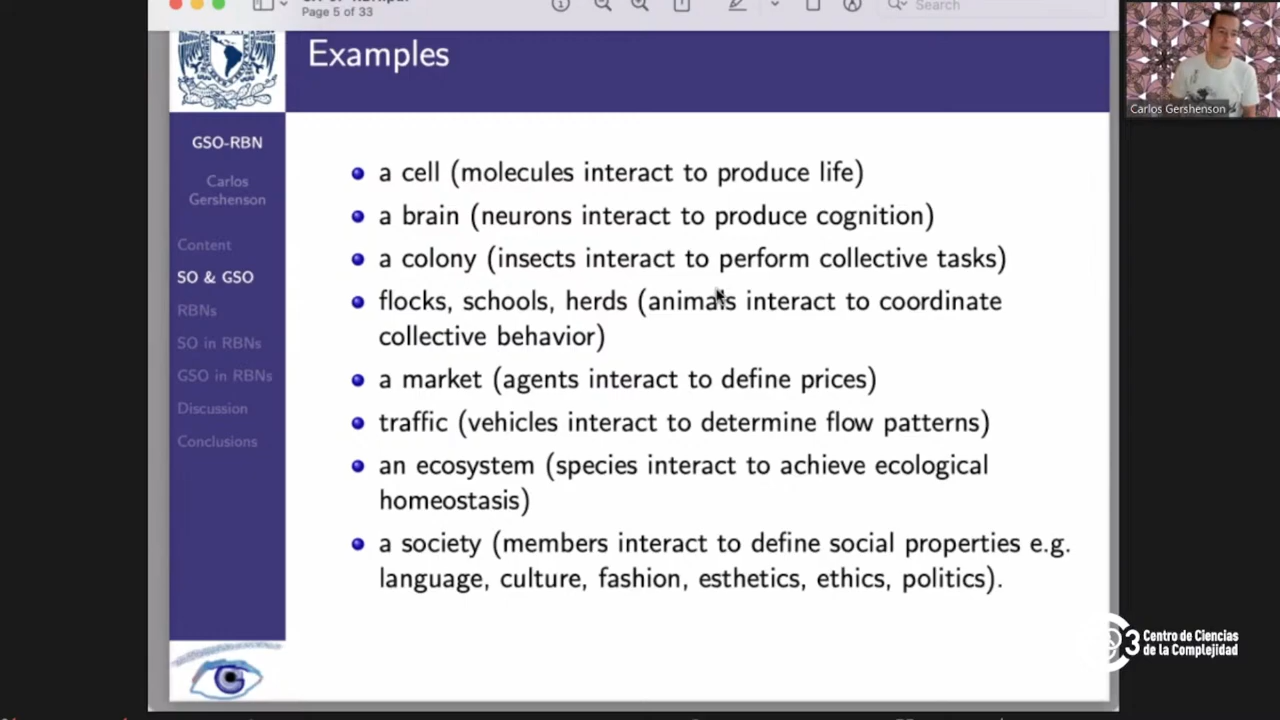 Page 5 of 33
Search
Examples
Carlos Gershenson
GSO-RBN
Carlos
Gershenson
Content
SO & GSO
RBNs
SO in RBNs
GSO in RBNs
Discussion
Conclusions
a cell (molecules interact to produce life)
a brain (neurons interact to produce cognition)
a colony (insects interact to perform collective tasks)
flocks, schools, herds (animals interact to coordinate
collective behavior)
a market (agents interact to define prices)
traffic (vehicles interact to determine flow patterns)
an ecosystem (species interact to achieve ecological
homeostasis)
a society (members interact to define social properties e.g.
language, culture, fashion, esthetics, ethics, politics).
3 Centro de Ciencias
de la Complejidad